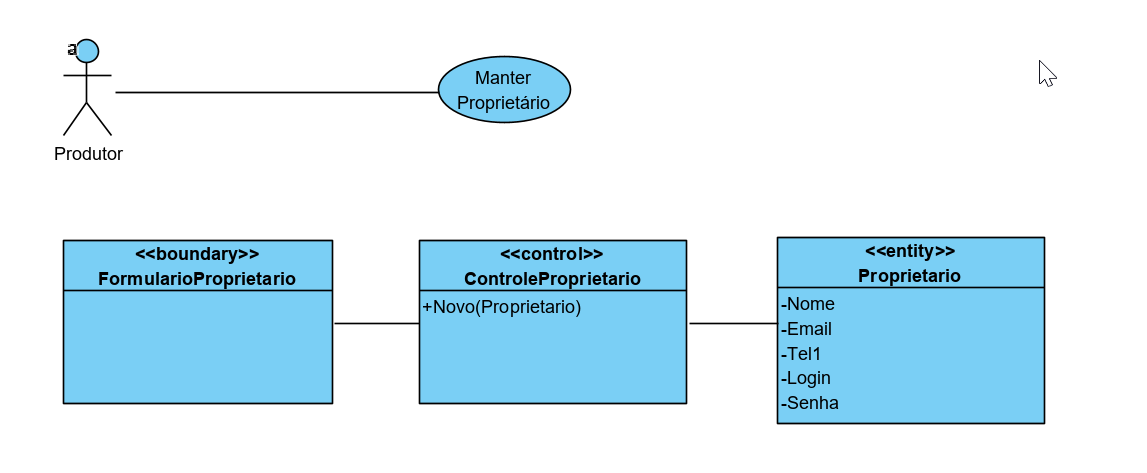 a
Manter
Proprietário
Produtor
<<boundary>>
FormularioProprietario
<<control>>
ControleProprietario
+Novo(Proprietario)
<<entity>>
Proprietario
-Nome
-Email
-Tel1
-Login
-Senha